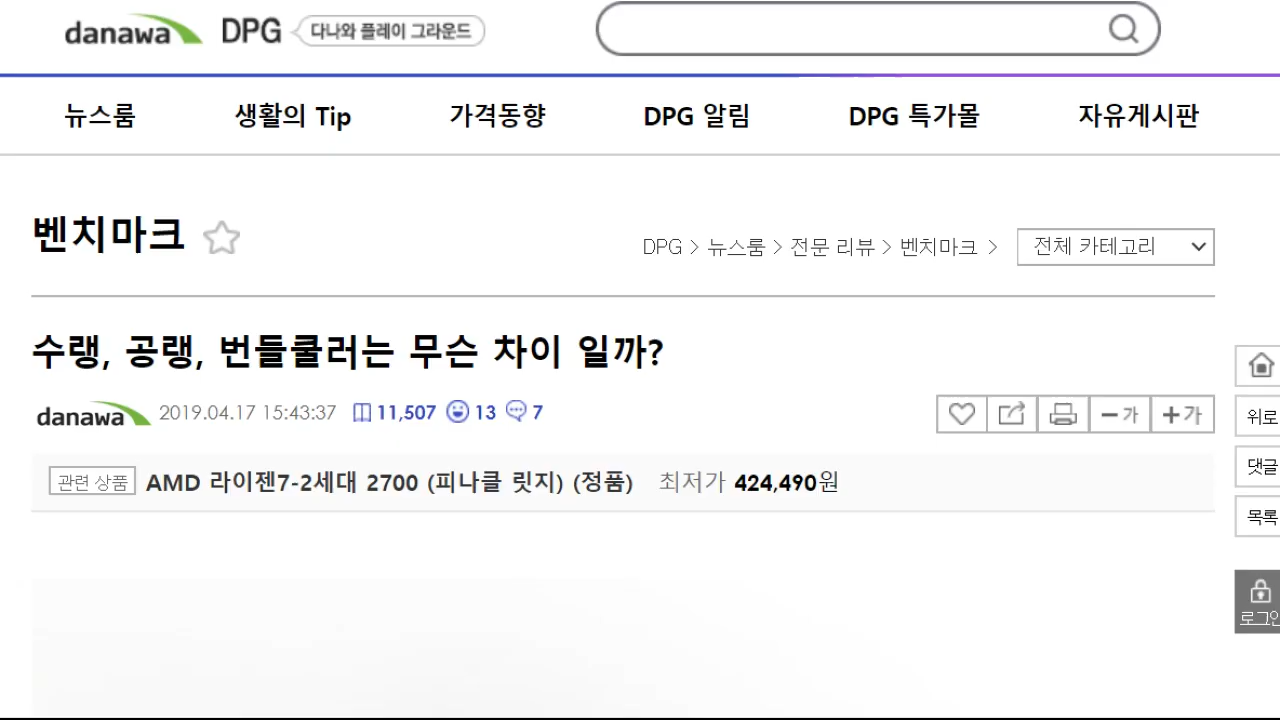 danawa DPG 다나와 플레이 그라운드
뉴스룸 생활의 Tip 가격동향 DPG 알림 DPG 특가몰 자유게시판
벤치마크
DPG > 뉴스룸 > 전문 리뷰 > 벤치마크 > 전체 카테고리
수랭, 공랭, 번들쿨러는 무슨 차이 일까?
danawa 2019.04.17 15:43:37 11,507 13 7
- 가 + 가
관련 상품 AMD 라이젠7-2세대 2700 (피나클 릿지) (정품) 최저가 424,490원
위로
댓글
목록
로그인